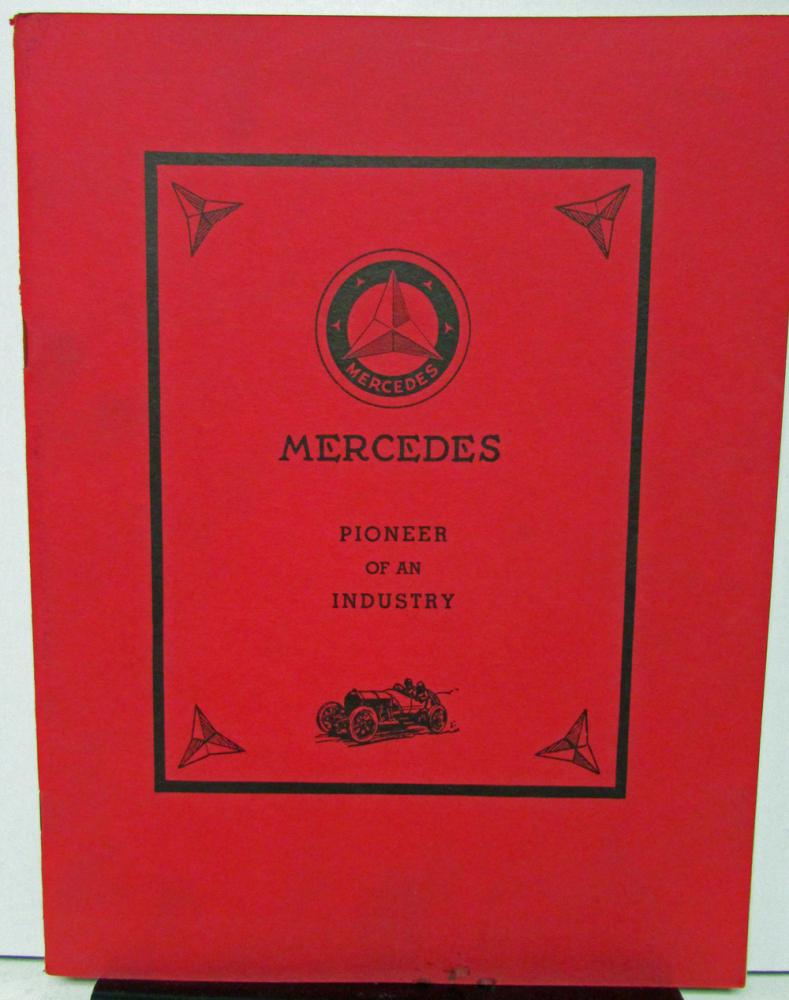 MERCEDES
MERCEDES
PIONEER
OF AN
INDUSTRY